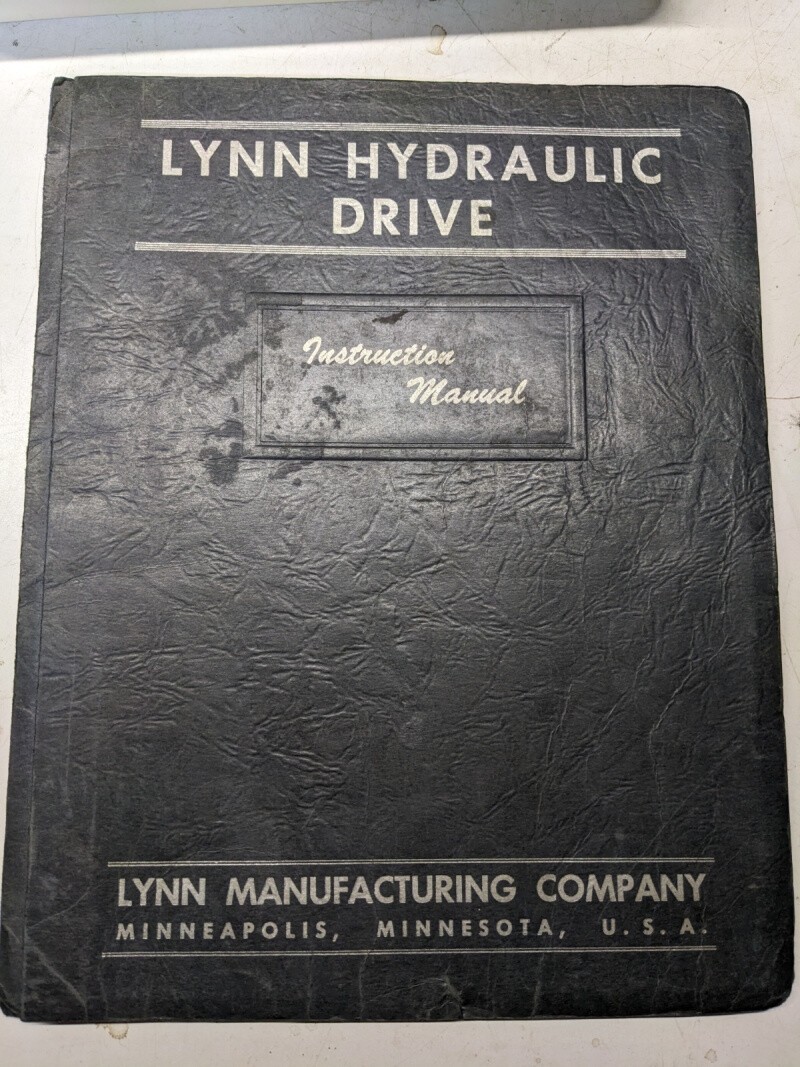 LYNN HYDRAULIC
DRIVE
Instruction
Manual
LYNN MANUFACTURING COMPANY
MINNEAPOLIS, MINNESOTA, U. S. A.